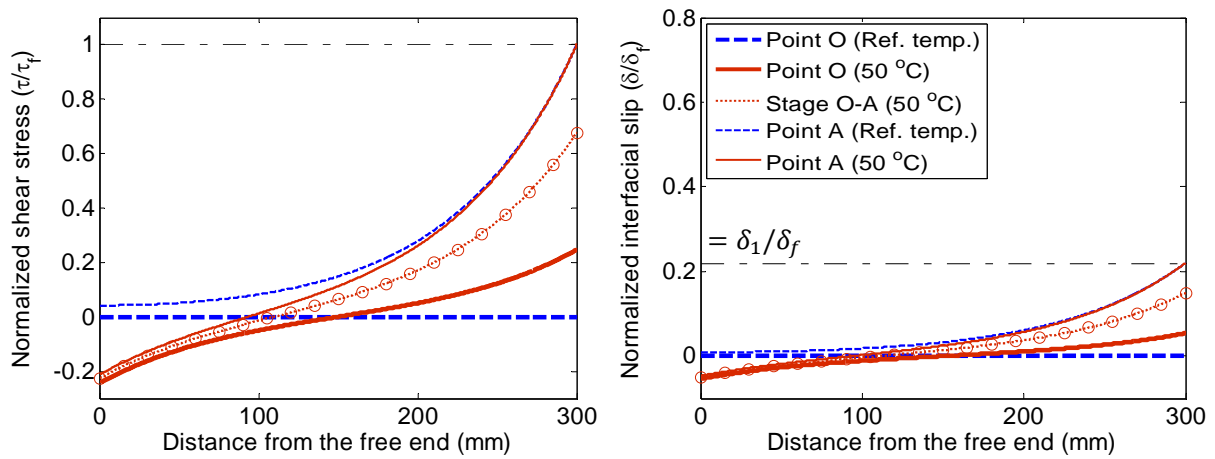 Normalized shear stress (τ/τf)
1
0.8
0.6
0.4
0.2
0
-0.2
0 100 200 300
Distance from the free end (mm)
Normalized interfacial slip (δ/δf)
0.8
0.6
0.4
0.2
0
0 100 200 300
Distance from the free end (mm)
Point O (Ref. temp.)
Point O (50 °C)
Stage O-A (50 °C)
Point A (Ref. temp.)
Point A (50 °C)
= δ1/δf